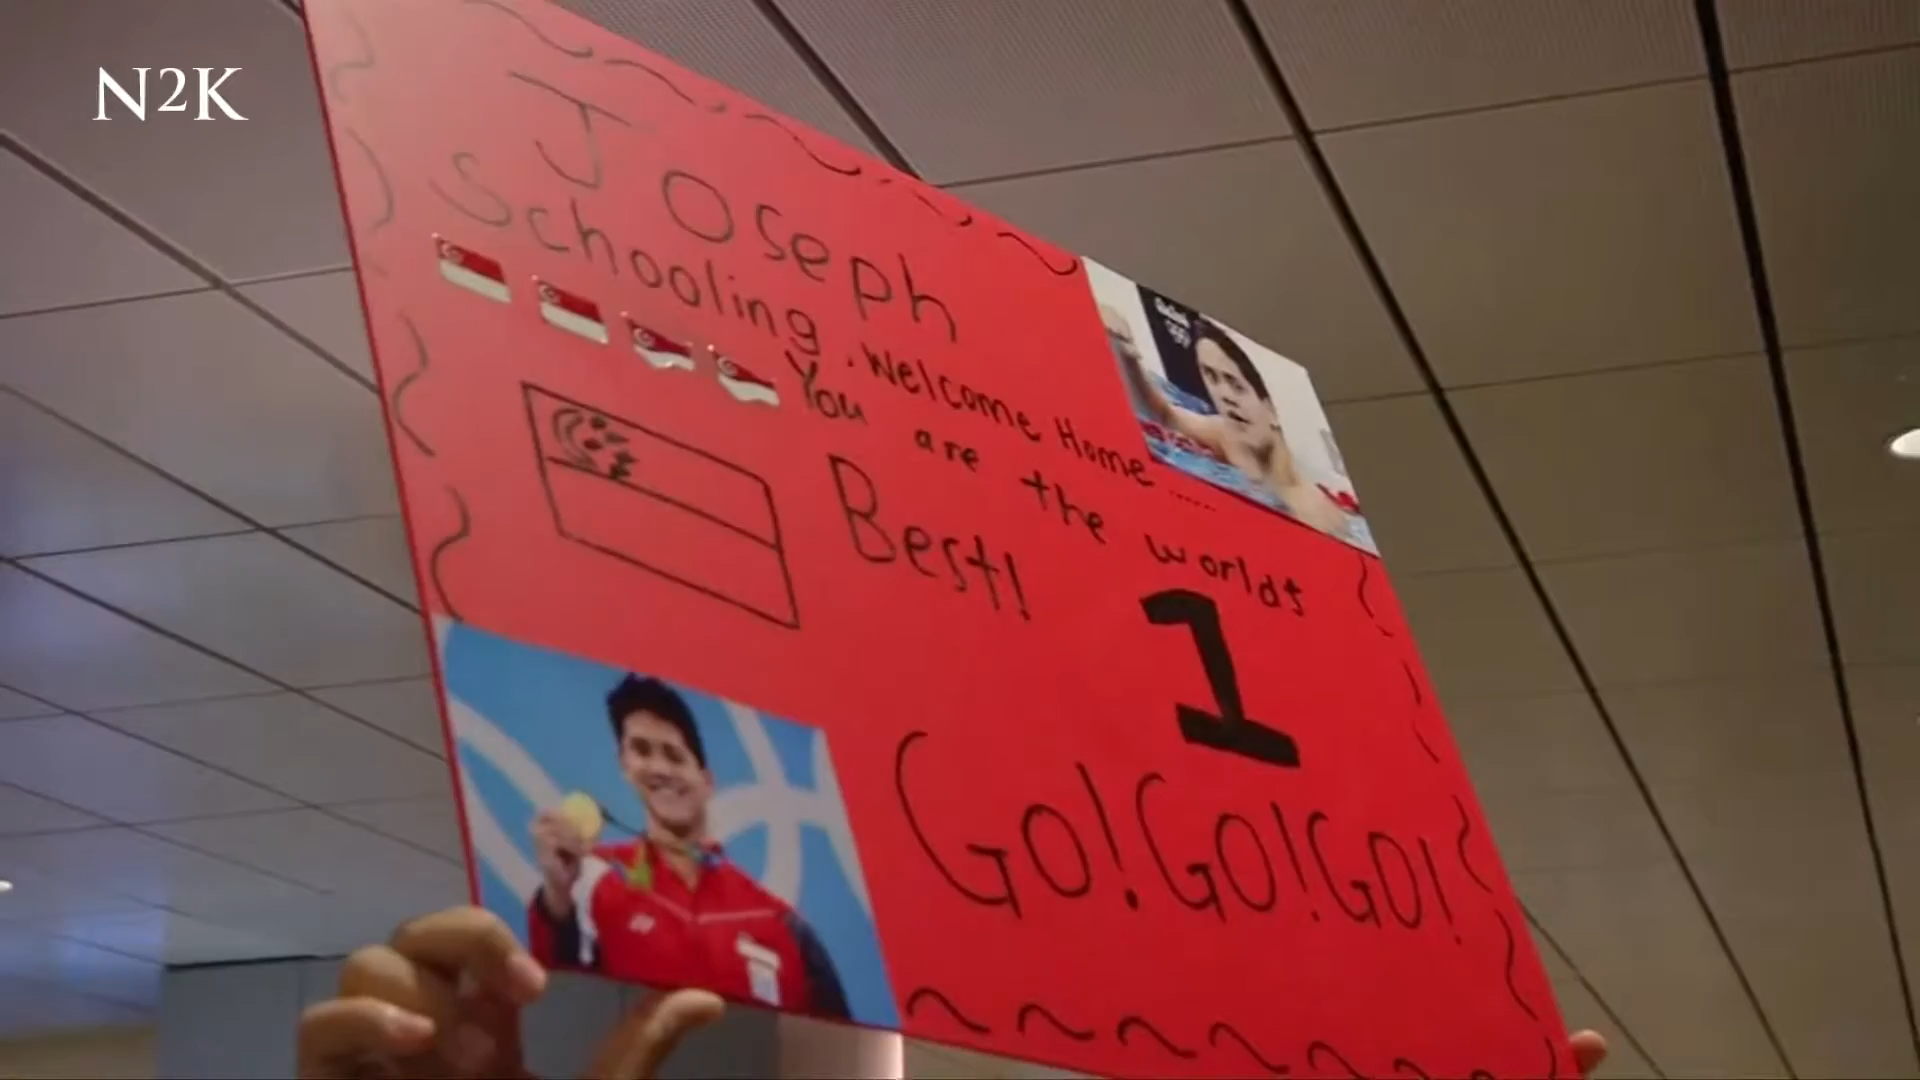 N2K
Joseph
Schooling. Welcome Home ......
You are the worlds
Best!
1
GO! GO! GO!